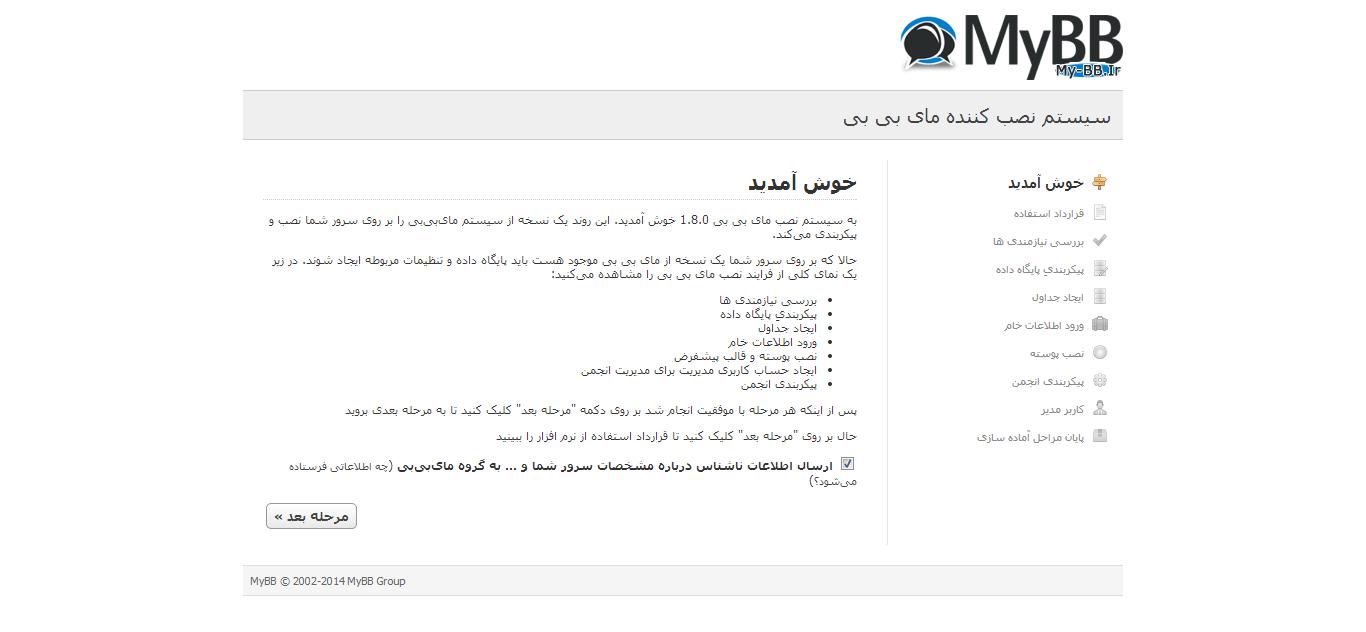 MyBB
My-BB.Ir
سیستم نصب کننده مای بی بی
خوش آمدید
قرارداد استفاده
بررسی نیازمندی ها
پیکربندي پایگاه داده
ایجاد جداول
ورود اطلاعات خام
نصب پوسته
پیکربندی انجمن
کاربر مدیر
پایان مراحل آماده سازی
خوش آمدید
به سیستم نصب مای بی بی 1.8.0 خوش آمدید. این روند یک نسخه از سیستم مای‌بی‌بی را بر روی سرور شما نصب و
پیکربندی می‌کند.
حالا که بر روی سرور شما یک نسخه از مای بی بی موجود هست باید پایگاه داده و تنظیمات مربوطه ایجاد شوند. در زیر
یک نمای کلی از فرایند نصب مای بی بی را مشاهده می‌کنید:
• بررسی نیازمندی ها
• پیکربندي پایگاه داده
• ایجاد جداول
• ورود اطلاعات خام
• نصب پوسته و قالب پیشفرض
• ایجاد حساب کاربری مدیریت برای مدیریت انجمن
• پیکربندی انجمن
پس از اینکه هر مرحله با موفقیت انجام شد بر روی دکمه "مرحله بعد" کلیک کنید تا به مرحله بعدی بروید
حال بر روی "مرحله بعد" کلیک کنید تا قرارداد استفاده از نرم افزار را ببینید
ارسال اطلاعات ناشناس درباره مشخصات سرور شما و ... به گروه مای‌بی‌بی (چه اطلاعاتی فرستاده
می‌شود؟)
مرحله بعد »
MyBB © 2002-2014 MyBB Group